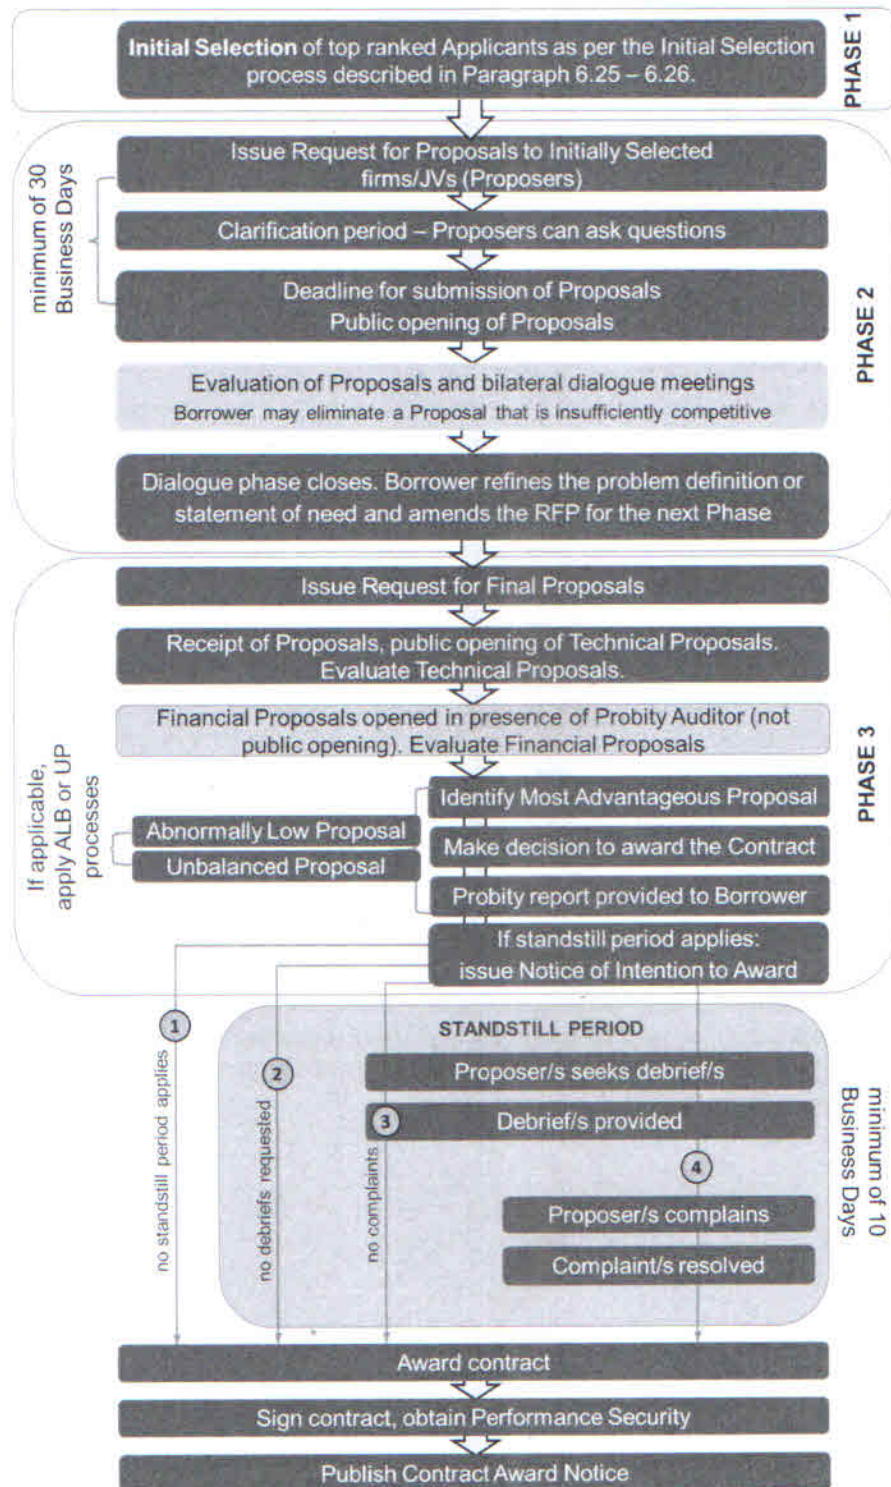 Initial Selection of top ranked Applicants as per the Initial Selection
process described in Paragraph 6.25 – 6.26.
PHASE 1
Issue Request for Proposals to Initially Selected
firms/JVs (Proposers)
minimum of 30
Business Days
Clarification period – Proposers can ask questions
Deadline for submission of Proposals
Public opening of Proposals
PHASE 2
Evaluation of Proposals and bilateral dialogue meetings
Borrower may eliminate a Proposal that is insufficiently competitive
Dialogue phase closes. Borrower refines the problem definition or
statement of need and amends the RFP for the next Phase
Issue Request for Final Proposals
Receipt of Proposals, public opening of Technical Proposals.
Evaluate Technical Proposals.
Financial Proposals opened in presence of Probity Auditor (not
public opening). Evaluate Financial Proposals
PHASE 3
If applicable,
apply ALB or UP
processes
Abnormally Low Proposal
Unbalanced Proposal
Identify Most Advantageous Proposal
Make decision to award the Contract
Probity report provided to Borrower
If standstill period applies:
issue Notice of Intention to Award
1
no standstill period applies
2
no debriefs requested
STANDSTILL PERIOD
Proposer/s seeks debrief/s
3
Debrief/s provided
no complaints
4
Proposer/s complains
Complaint/s resolved
minimum of 10
Business Days
Award contract
Sign contract, obtain Performance Security
Publish Contract Award Notice